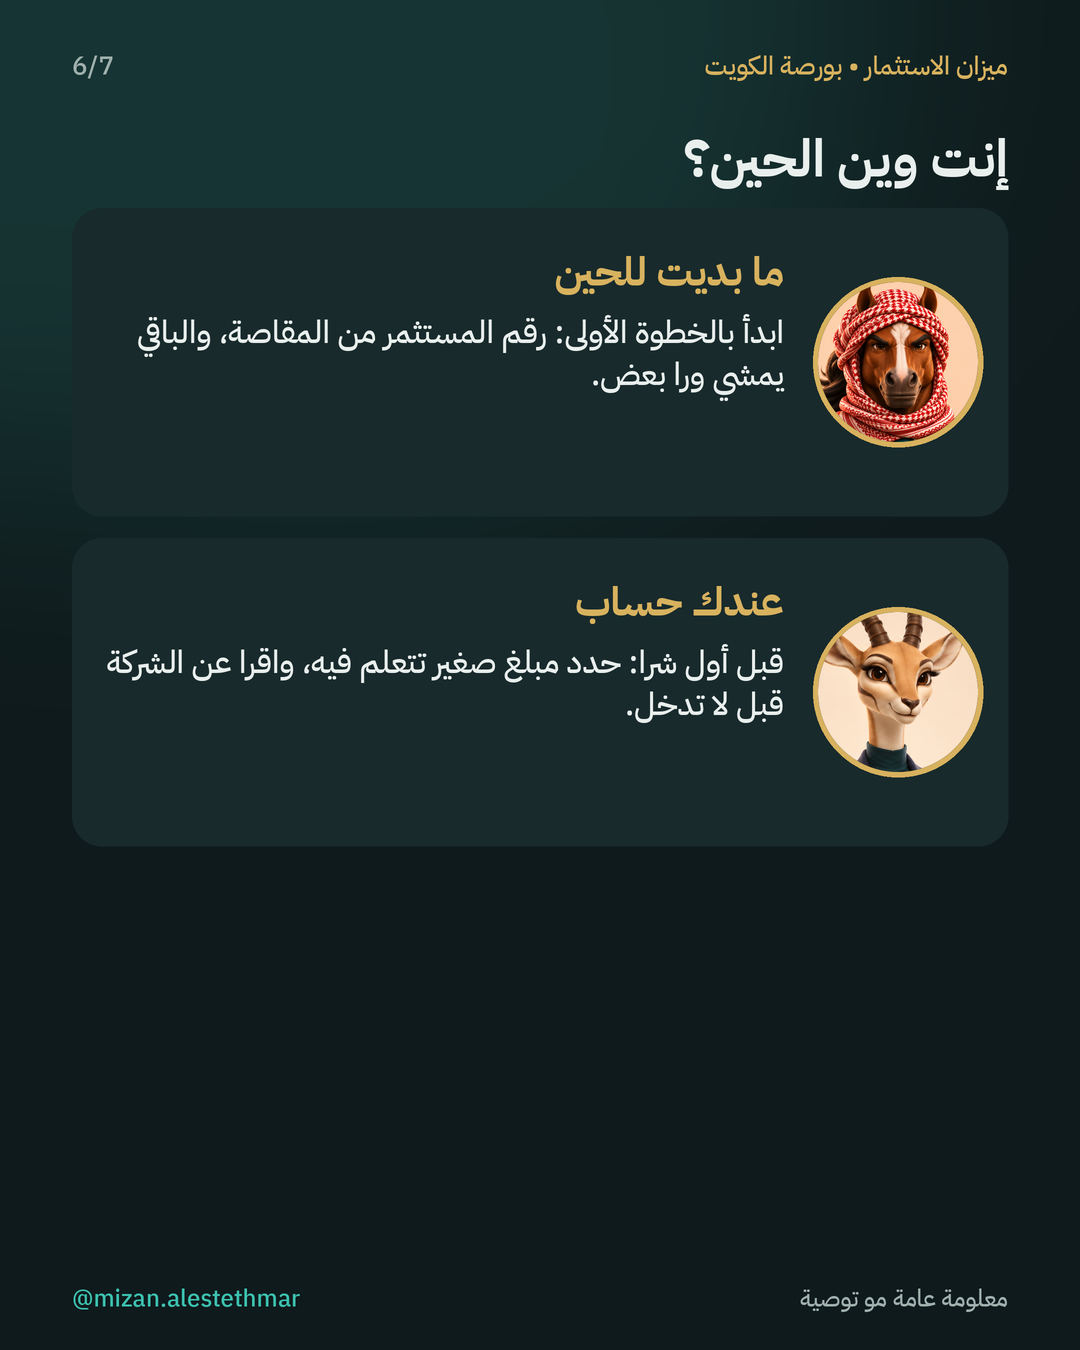 ميزان الاستثمار • بورصة الكويت
6/7
إنت وين الحين؟
ما بديت للحين
ابدأ بالخطوة الأولى: رقم المستثمر من المقاصة، والباقي
يمشي ورا بعض.
عندك حساب
قبل أول شرا: حدد مبلغ صغير تتعلم فيه، واقرا عن الشركة
قبل لا تدخل.
معلومة عامة مو توصية
@mizan.alestethmar